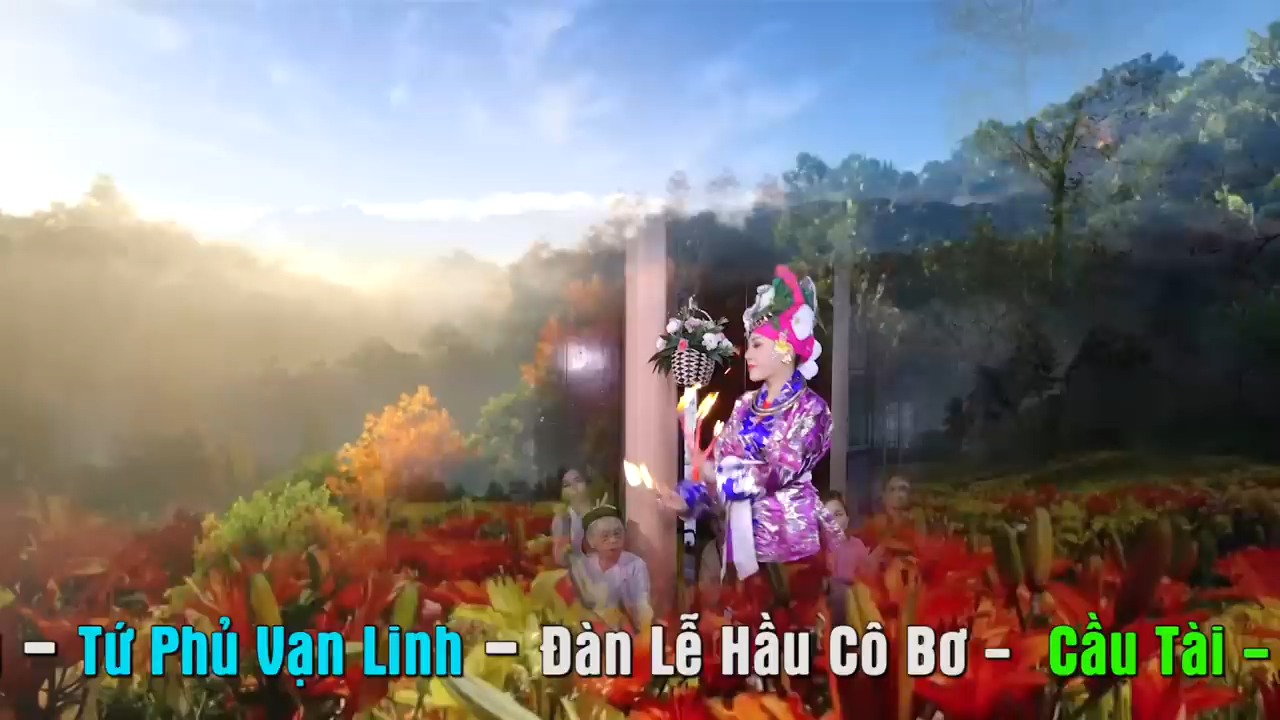 – Tứ Phủ Vạn Linh – Đàn Lễ Hầu Cô Bơ – Cầu Tài –